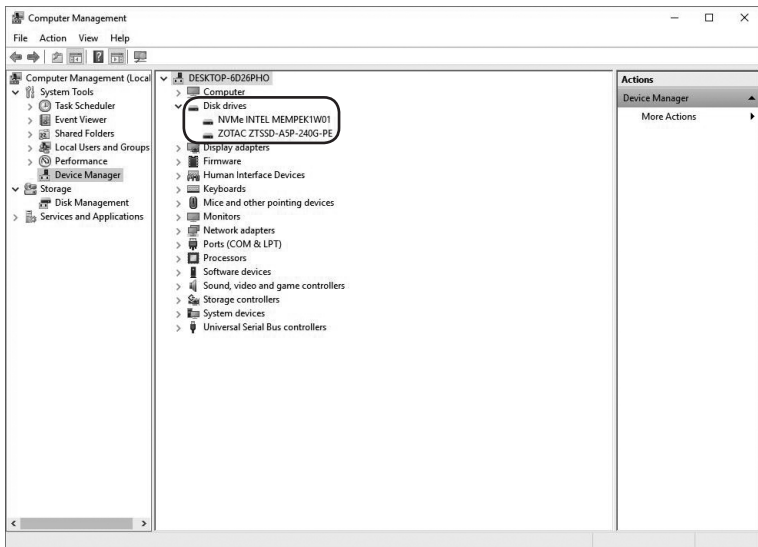 Computer Management
File Action View Help
Computer Management (Local
System Tools
Task Scheduler
Event Viewer
Shared Folders
Local Users and Groups
Performance
Device Manager
Storage
Disk Management
Services and Applications
DESKTOP-6D26PHO
Computer
Disk drives
NVMe INTEL MEMPEK1W01
ZOTAC ZTSSD-A5P-240G-PE
Display adapters
Firmware
Human Interface Devices
Keyboards
Mice and other pointing devices
Monitors
Network adapters
Ports (COM & LPT)
Processors
Software devices
Sound, video and game controllers
Storage controllers
System devices
Universal Serial Bus controllers
Actions
Device Manager
More Actions